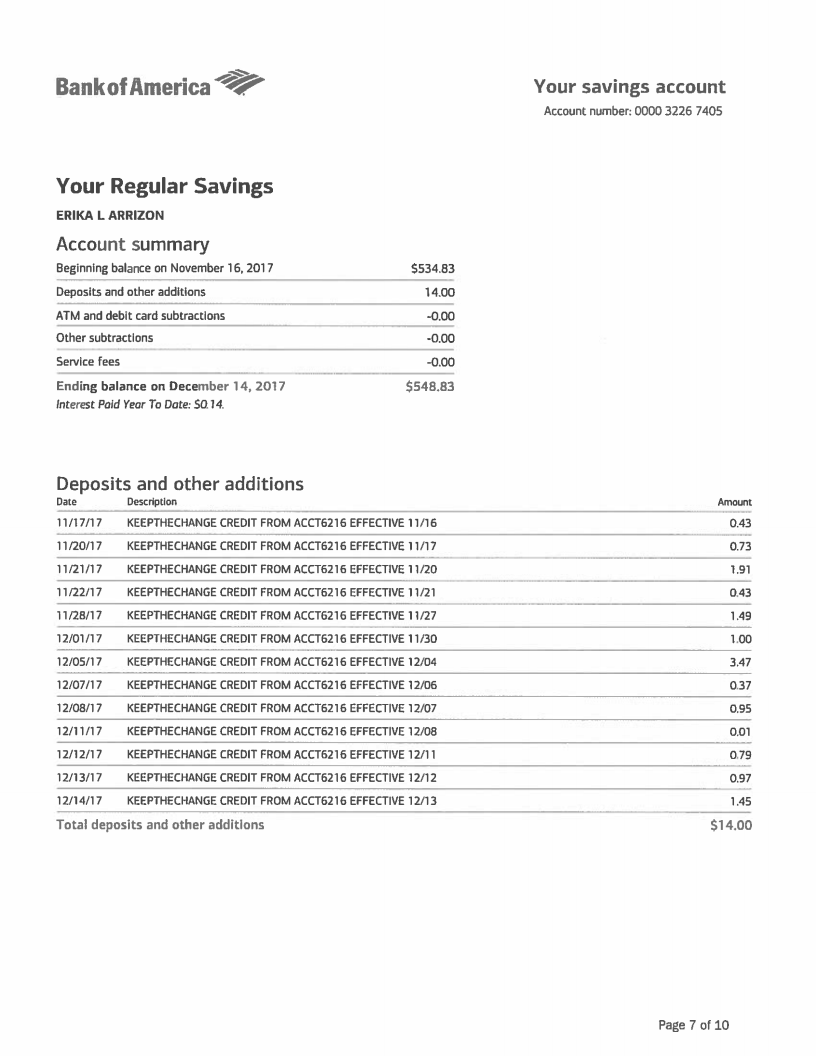 Bank of America
Your savings account
Account number: 0000 3226 7405
Your Regular Savings
ERIKA L ARRIZON
Account summary
Beginning balance on November 16, 2017 $534.83
Deposits and other additions 14.00
ATM and debit card subtractions -0.00
Other subtractions -0.00
Service fees -0.00
Ending balance on December 14, 2017 $548.83
Interest Paid Year To Date: $0.14.
Deposits and other additions
Date Description Amount
11/17/17 KEEPTHECHANGE CREDIT FROM ACCT6216 EFFECTIVE 11/16 0.43
11/20/17 KEEPTHECHANGE CREDIT FROM ACCT6216 EFFECTIVE 11/17 0.73
11/21/17 KEEPTHECHANGE CREDIT FROM ACCT6216 EFFECTIVE 11/20 1.91
11/22/17 KEEPTHECHANGE CREDIT FROM ACCT6216 EFFECTIVE 11/21 0.43
11/28/17 KEEPTHECHANGE CREDIT FROM ACCT6216 EFFECTIVE 11/27 1.49
12/01/17 KEEPTHECHANGE CREDIT FROM ACCT6216 EFFECTIVE 11/30 1.00
12/05/17 KEEPTHECHANGE CREDIT FROM ACCT6216 EFFECTIVE 12/04 3.47
12/07/17 KEEPTHECHANGE CREDIT FROM ACCT6216 EFFECTIVE 12/06 0.37
12/08/17 KEEPTHECHANGE CREDIT FROM ACCT6216 EFFECTIVE 12/07 0.95
12/11/17 KEEPTHECHANGE CREDIT FROM ACCT6216 EFFECTIVE 12/08 0.01
12/12/17 KEEPTHECHANGE CREDIT FROM ACCT6216 EFFECTIVE 12/11 0.79
12/13/17 KEEPTHECHANGE CREDIT FROM ACCT6216 EFFECTIVE 12/12 0.97
12/14/17 KEEPTHECHANGE CREDIT FROM ACCT6216 EFFECTIVE 12/13 1.45
Total deposits and other additions $14.00
Page 7 of 10